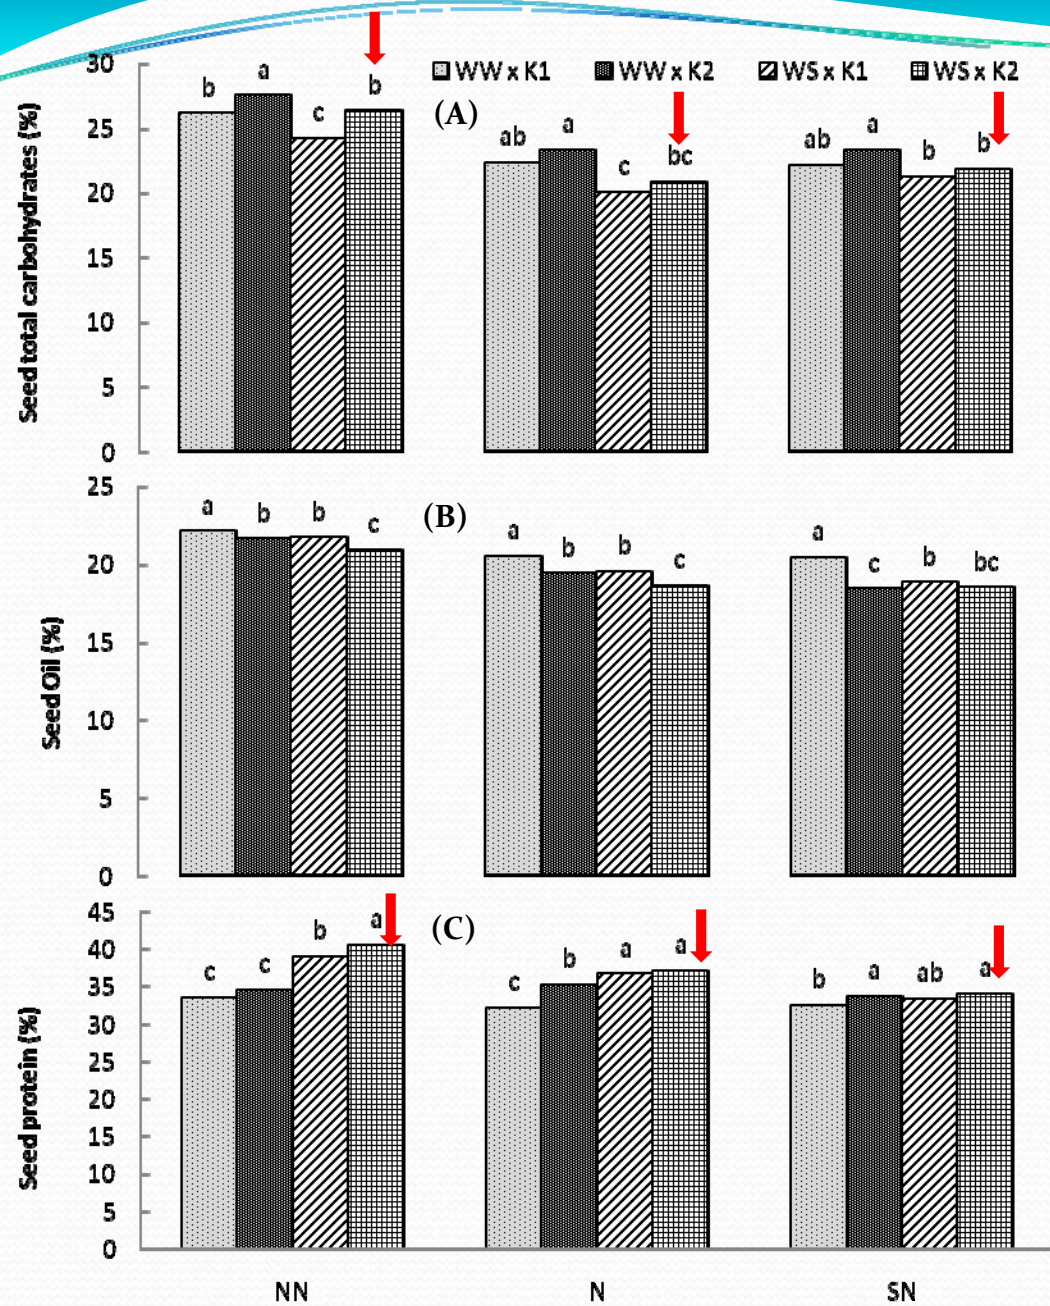 30
WW x K1 WW x K2 WS x K1 WS x K2
b a c b
(A)
ab a c bc
ab a b b
25
20
15
10
5
0
Seed total carbohydrates (%)
25
a b b c
(B)
a b b c
a c b bc
20
15
10
5
0
Seed Oil (%)
45
c c b a
(C)
c b a a
b a ab a
40
35
30
25
20
15
10
5
0
Seed protein (%)
NN N SN